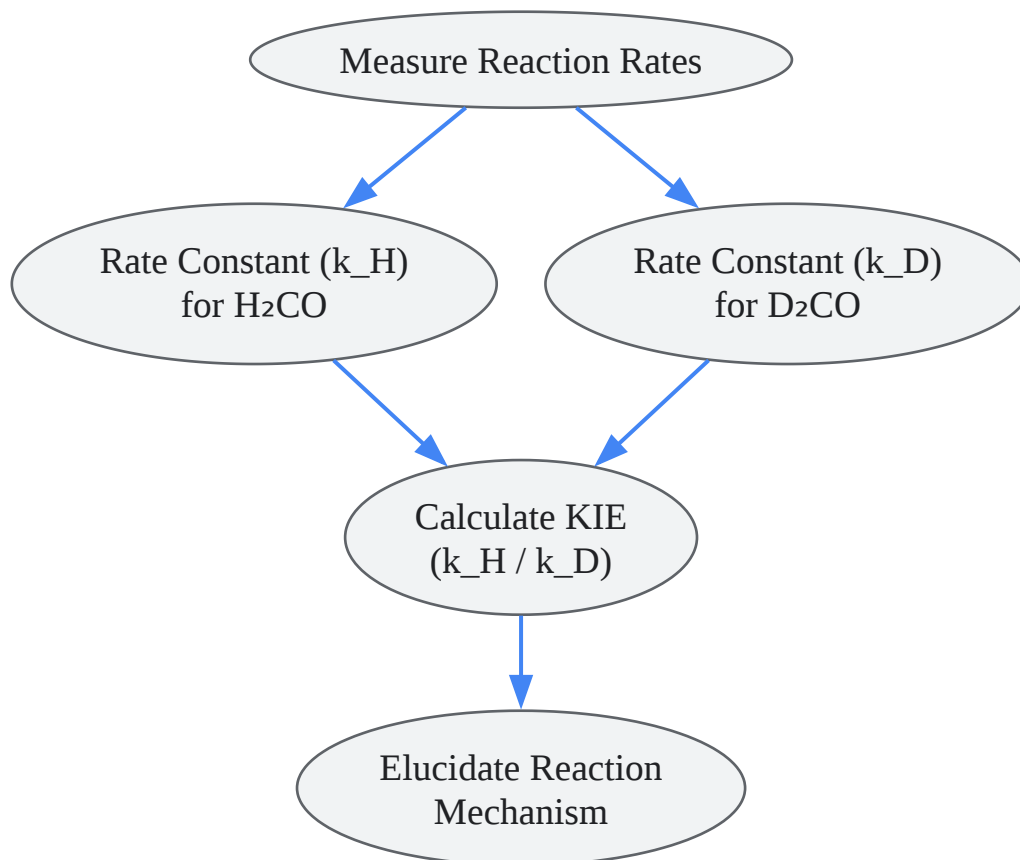 Measure Reaction Rates
Rate Constant (k_H)
for H₂CO
Rate Constant (k_D)
for D₂CO
Calculate KIE
(k_H / k_D)
Elucidate Reaction
Mechanism